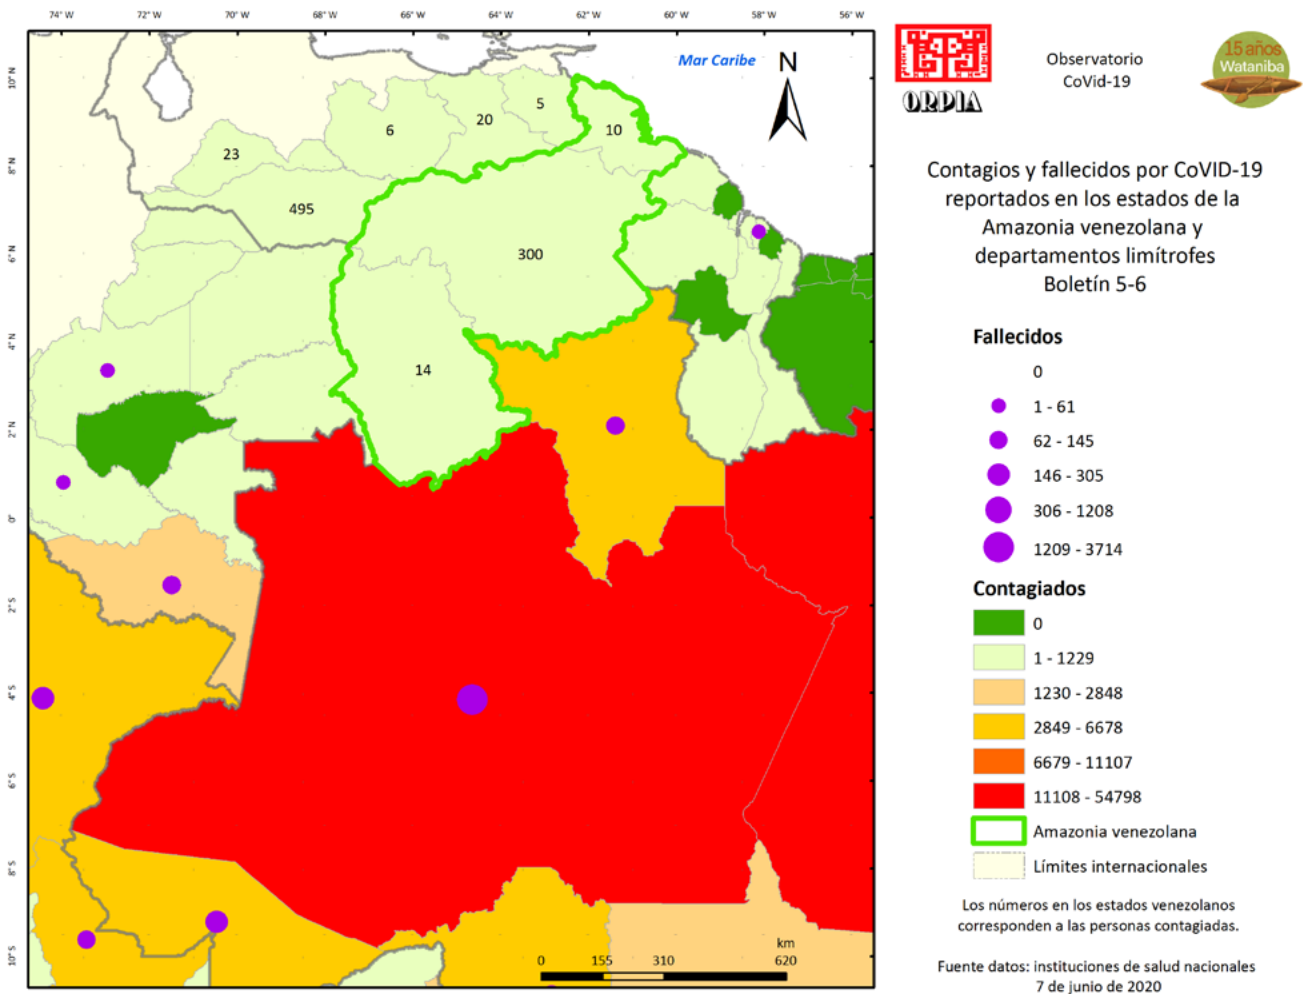 74° W 72° W 70° W 68° W 66° W 64° W 62° W 60° W 58° W 56° W
10°N
8°N
6°N
4°N
2°N
0°
2°S
4°S
6°S
8°S
10°S
Mar Caribe
N
5
20
6
10
23
495
300
14
km
0 155 310 620
ORPIA
Observatorio
CoVid-19
15 años
Wataniba
Contagios y fallecidos por CoVID-19
reportados en los estados de la
Amazonia venezolana y
departamentos limítrofes
Boletín 5-6
Fallecidos
0
1 - 61
62 - 145
146 - 305
306 - 1208
1209 - 3714
Contagiados
0
1 - 1229
1230 - 2848
2849 - 6678
6679 - 11107
11108 - 54798
Amazonia venezolana
Límites internacionales
Los números en los estados venezolanos
corresponden a las personas contagiadas.
Fuente datos: instituciones de salud nacionales
7 de junio de 2020